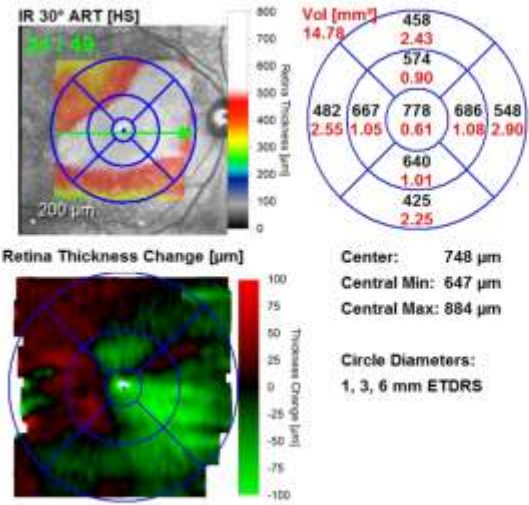 IR 30° ART [HS]
200 µm
800
700
600
500
400
300
200
100
0
Retina Thickness [µm]
Vol [mm³]
14.78
458
2.43
574
0.90
482 667 778 686 548
2.55 1.05 0.61 1.08 2.90
640
1.01
425
2.25
Retina Thickness Change [µm]
100
75
50
25
0
-25
-50
-75
-100
Thickness Change [µm]
Center: 748 µm
Central Min: 647 µm
Central Max: 884 µm
Circle Diameters:
1, 3, 6 mm ETDRS